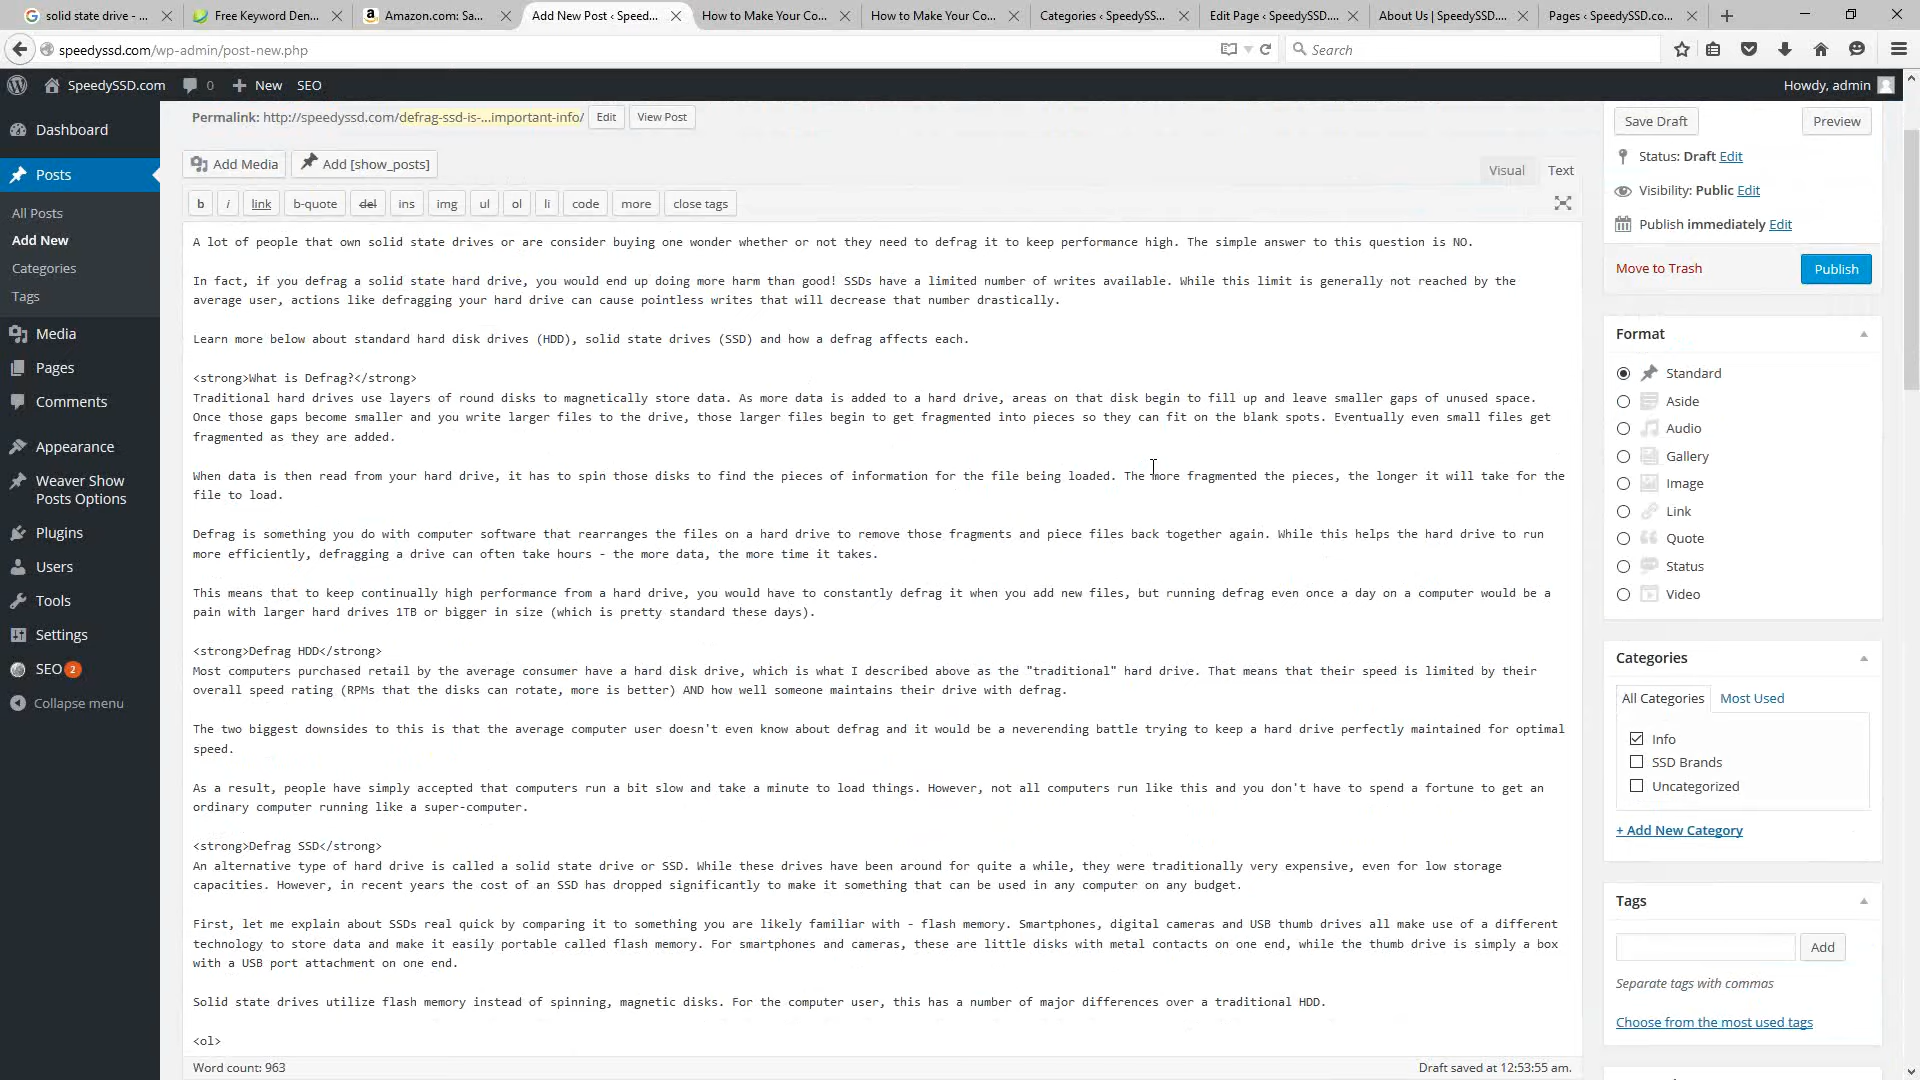 solid state drive - ...
Free Keyword Den...
Amazon.com: Sa...
Add New Post ‹ Speed...
How to Make Your Co...
How to Make Your Co...
Categories ‹ SpeedySS...
Edit Page ‹ SpeedySSD....
About Us | SpeedySSD....
Pages ‹ SpeedySSD.co...
speedyssd.com/wp-admin/post-new.php
Search
SpeedySSD.com
0
New
SEO
Howdy, admin
Dashboard
Posts
All Posts
Add New
Categories
Tags
Media
Pages
Comments
Appearance
Weaver Show
Posts Options
Plugins
Users
Tools
Settings
SEO 2
Collapse menu
Permalink: http://speedyssd.com/defrag-ssd-is-...important-info/ Edit View Post
Add Media
Add [show_posts]
Visual
Text
b
i
link
b-quote
del
ins
img
ul
ol
li
code
more
close tags
A lot of people that own solid state drives or are consider buying one wonder whether or not they need to defrag it to keep performance high. The simple answer to this question is NO.
In fact, if you defrag a solid state hard drive, you would end up doing more harm than good! SSDs have a limited number of writes available. While this limit is generally not reached by the
average user, actions like defragging your hard drive can cause pointless writes that will decrease that number drastically.
Learn more below about standard hard disk drives (HDD), solid state drives (SSD) and how a defrag affects each.
<strong>What is Defrag?</strong>
Traditional hard drives use layers of round disks to magnetically store data. As more data is added to a hard drive, areas on that disk begin to fill up and leave smaller gaps of unused space.
Once those gaps become smaller and you write larger files to the drive, those larger files begin to get fragmented into pieces so they can fit on the blank spots. Eventually even small files get
fragmented as they are added.
When data is then read from your hard drive, it has to spin those disks to find the pieces of information for the file being loaded. The more fragmented the pieces, the longer it will take for the
file to load.
Defrag is something you do with computer software that rearranges the files on a hard drive to remove those fragments and piece files back together again. While this helps the hard drive to run
more efficiently, defragging a drive can often take hours - the more data, the more time it takes.
This means that to keep continually high performance from a hard drive, you would have to constantly defrag it when you add new files, but running defrag even once a day on a computer would be a
pain with larger hard drives 1TB or bigger in size (which is pretty standard these days).
<strong>Defrag HDD</strong>
Most computers purchased retail by the average consumer have a hard disk drive, which is what I described above as the "traditional" hard drive. That means that their speed is limited by their
overall speed rating (RPMs that the disks can rotate, more is better) AND how well someone maintains their drive with defrag.
The two biggest downsides to this is that the average computer user doesn't even know about defrag and it would be a neverending battle trying to keep a hard drive perfectly maintained for optimal
speed.
As a result, people have simply accepted that computers run a bit slow and take a minute to load things. However, not all computers run like this and you don't have to spend a fortune to get an
ordinary computer running like a super-computer.
<strong>Defrag SSD</strong>
An alternative type of hard drive is called a solid state drive or SSD. While these drives have been around for quite a while, they were traditionally very expensive, even for low storage
capacities. However, in recent years the cost of an SSD has dropped significantly to make it something that can be used in any computer on any budget.
First, let me explain about SSDs real quick by comparing it to something you are likely familiar with - flash memory. Smartphones, digital cameras and USB thumb drives all make use of a different
technology to store data and make it easily portable called flash memory. For smartphones and cameras, these are little disks with metal contacts on one end, while the thumb drive is simply a box
with a USB port attachment on one end.
Solid state drives utilize flash memory instead of spinning, magnetic disks. For the computer user, this has a number of major differences over a traditional HDD.
<ol>
Word count: 963
Draft saved at 12:53:55 am.
Save Draft
Preview
Status: Draft Edit
Visibility: Public Edit
Publish immediately Edit
Move to Trash
Publish
Format
Standard
Aside
Audio
Gallery
Image
Link
Quote
Status
Video
Categories
All Categories
Most Used
Info
SSD Brands
Uncategorized
+ Add New Category
Tags
Add
Separate tags with commas
Choose from the most used tags